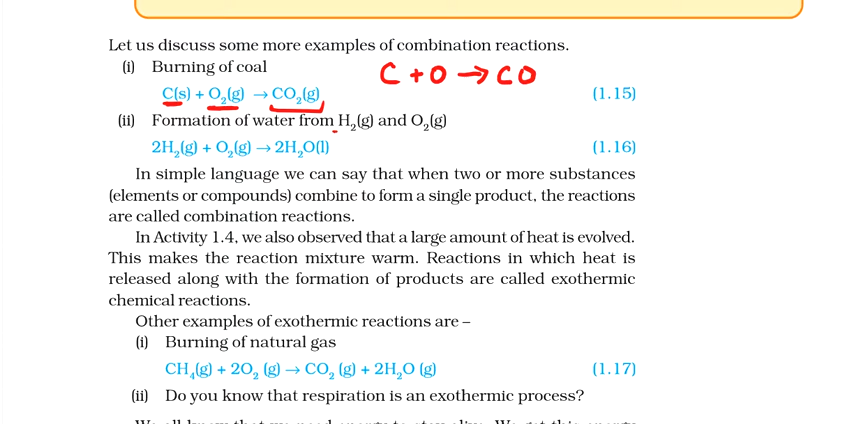 Let us discuss some more examples of combination reactions.
(i) Burning of coal
C + O → CO
C(s) + O₂(g) → CO₂(g) (1.15)
(ii) Formation of water from H₂(g) and O₂(g)
2H₂(g) + O₂(g) → 2H₂O(l) (1.16)
In simple language we can say that when two or more substances
(elements or compounds) combine to form a single product, the reactions
are called combination reactions.
In Activity 1.4, we also observed that a large amount of heat is evolved.
This makes the reaction mixture warm. Reactions in which heat is
released along with the formation of products are called exothermic
chemical reactions.
Other examples of exothermic reactions are –
(i) Burning of natural gas
CH₄(g) + 2O₂ (g) → CO₂ (g) + 2H₂O (g) (1.17)
(ii) Do you know that respiration is an exothermic process?